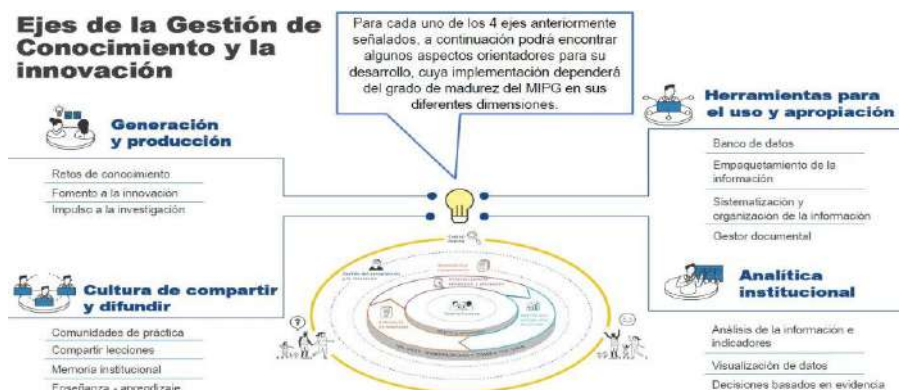 Ejes de la Gestión de
Conocimiento y la
innovación
Para cada uno de los 4 ejes anteriormente
señalados, a continuación podrá encontrar
algunos aspectos orientadores para su
desarrollo, cuya implementación dependerá
del grado de madurez del MIPG en sus
diferentes dimensiones.
Generación
y producción
Retos de conocimiento
Fomento a la innovación
Impulso a la investigación
Herramientas para
el uso y apropiación
Banco de datos
Empaquetamiento de la
información
Sistematización y
organización de la información
Gestor documental
Cultura de compartir
y difundir
Comunidades de práctica
Compartir lecciones
Memoria institucional
Enseñanza - aprendizaje
Analítica
institucional
Análisis de la información e
indicadores
Visualización de datos
Decisiones basados en evidencia